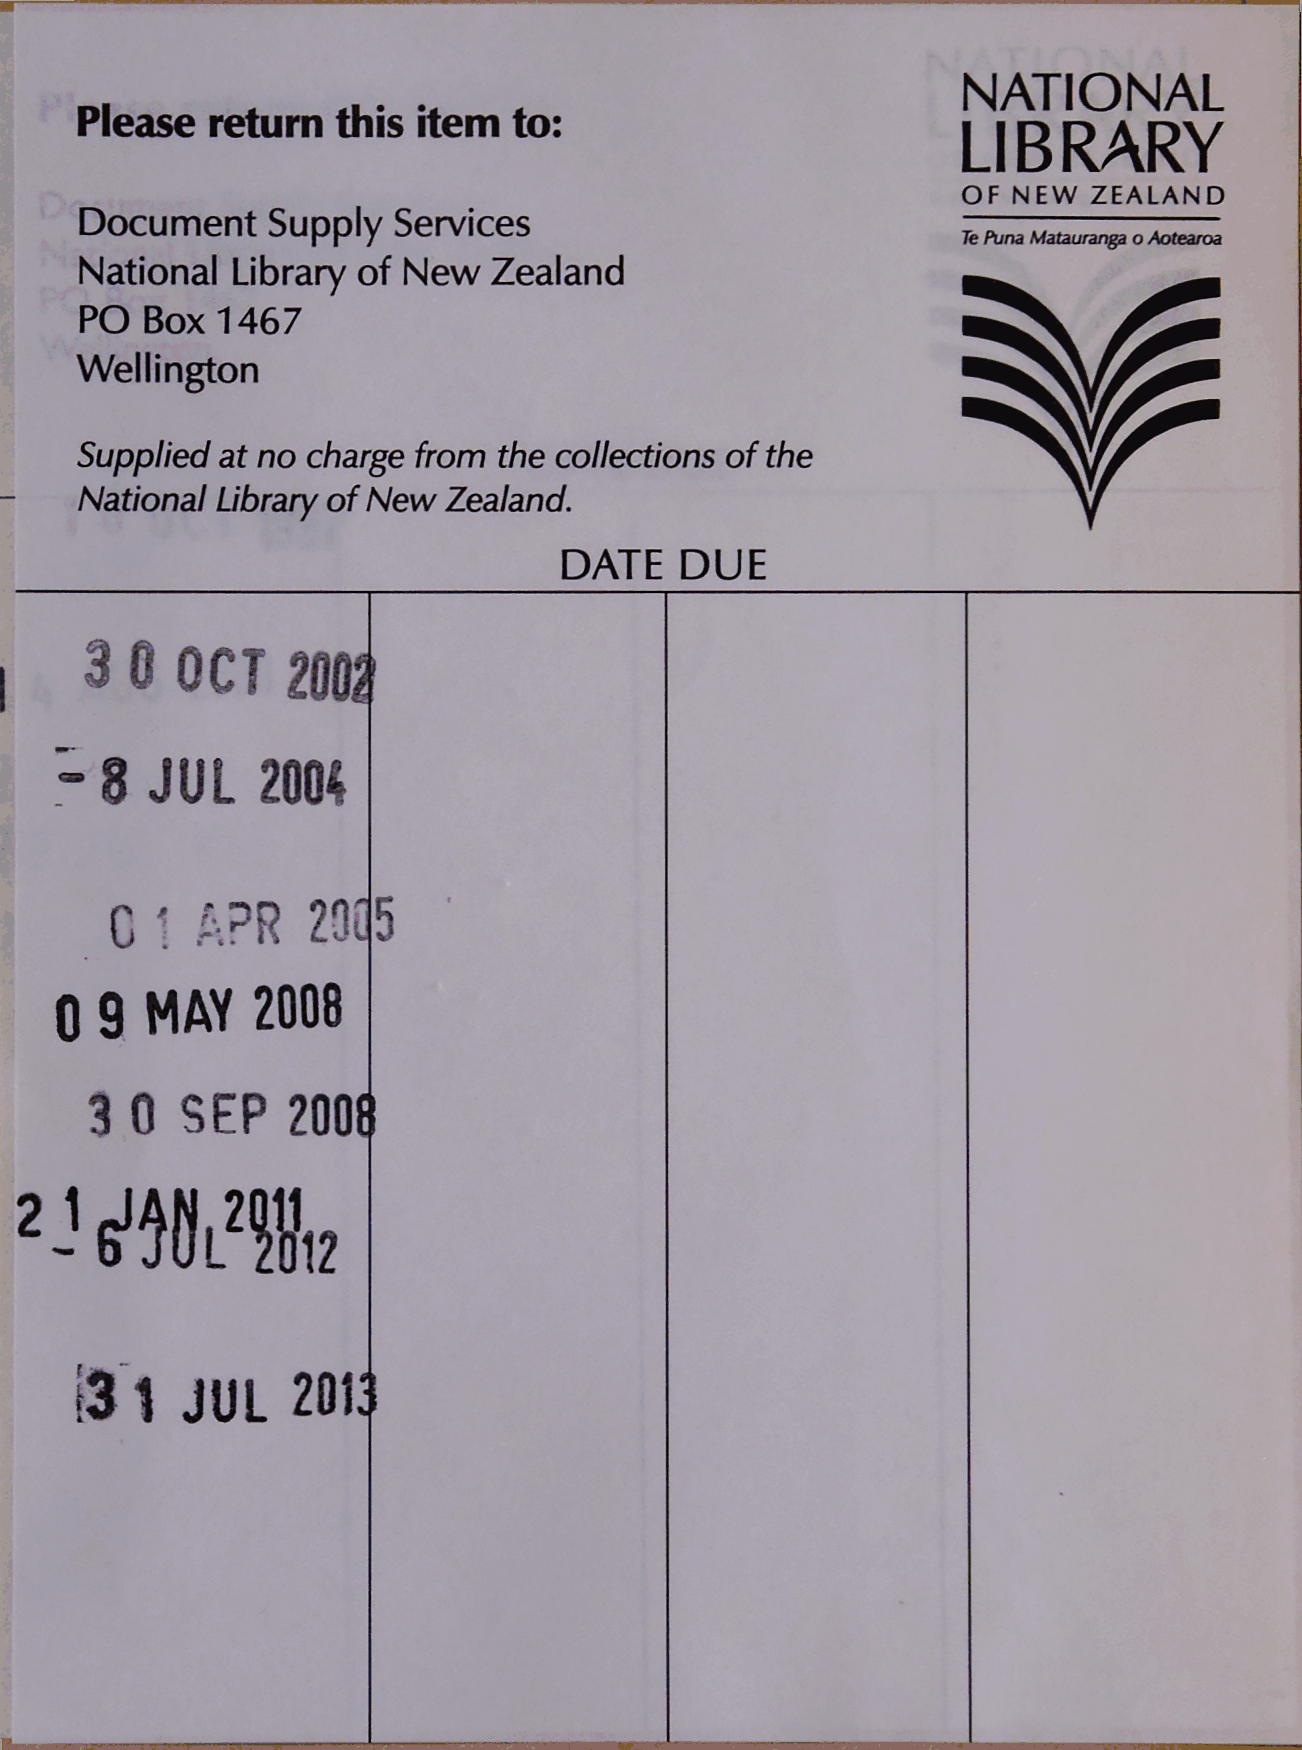 Please return this item to:
Document Supply Services
National Library of New Zealand
PO Box 1467
Wellington
Supplied at no charge from the collections of the
National Library of New Zealand.
NATIONAL
LIBRARY
OF NEW ZEALAND
Te Puna Matauranga o Aotearoa
DATE DUE
30 OCT 2002
-8 JUL 2004
01 APR 2005
09 MAY 2008
30 SEP 2008
21 JAN 2011
-6 JUL 2012
31 JUL 2013